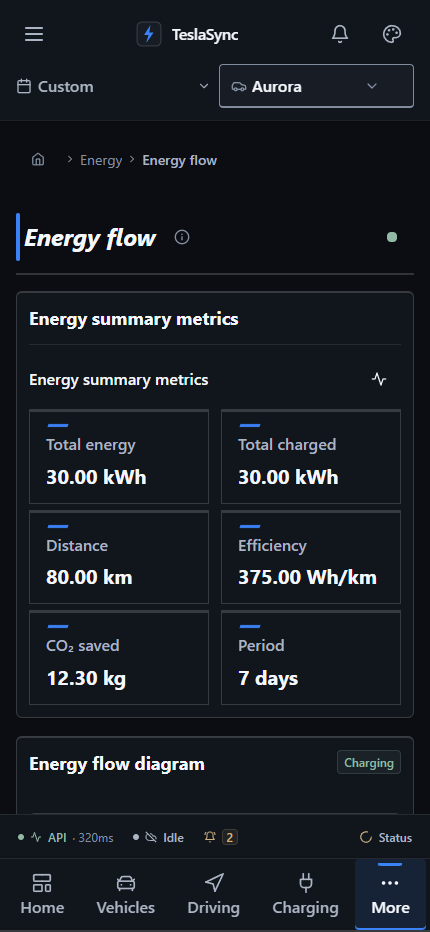 TeslaSync
Custom
Aurora
Energy
Energy flow
Energy flow
Energy summary metrics
Energy summary metrics
Total energy
30.00 kWh
Total charged
30.00 kWh
Distance
80.00 km
Efficiency
375.00 Wh/km
CO₂ saved
12.30 kg
Period
7 days
Energy flow diagram
Charging
API · 320ms
Idle
2
Status
Home
Vehicles
Driving
Charging
More